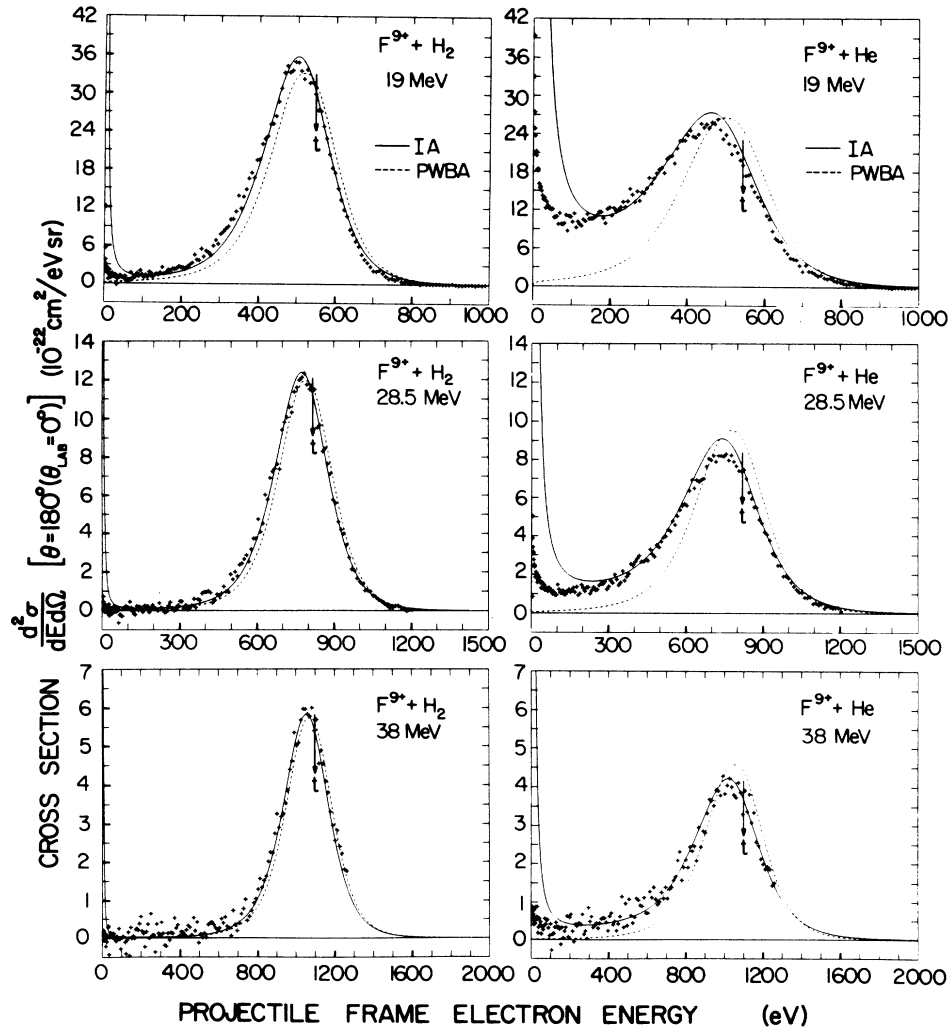 42
36
30
24
18
12
6
0
F⁹⁺ + H₂
19 MeV
IA
PWBA
t
0 200 400 600 800 1000
42
36
30
24
18
12
6
0
F⁹⁺ + He
19 MeV
IA
PWBA
t
0 200 400 600 800 1000
14
12
10
8
6
4
2
0
F⁹⁺ + H₂
28.5 MeV
t
0 300 600 900 1200 1500
14
12
10
8
6
4
2
0
F⁹⁺ + He
28.5 MeV
t
0 300 600 900 1200 1500
7
6
5
4
3
2
1
0
F⁹⁺ + H₂
38 MeV
t
0 400 800 1200 1600 2000
7
6
5
4
3
2
1
0
F⁹⁺ + He
38 MeV
t
0 400 800 1200 1600 2000
CROSS SECTION d²σ/dEdΩ [θ=180° (θLAB=0°)] (10⁻²² cm²/eV sr)
PROJECTILE FRAME ELECTRON ENERGY (eV)